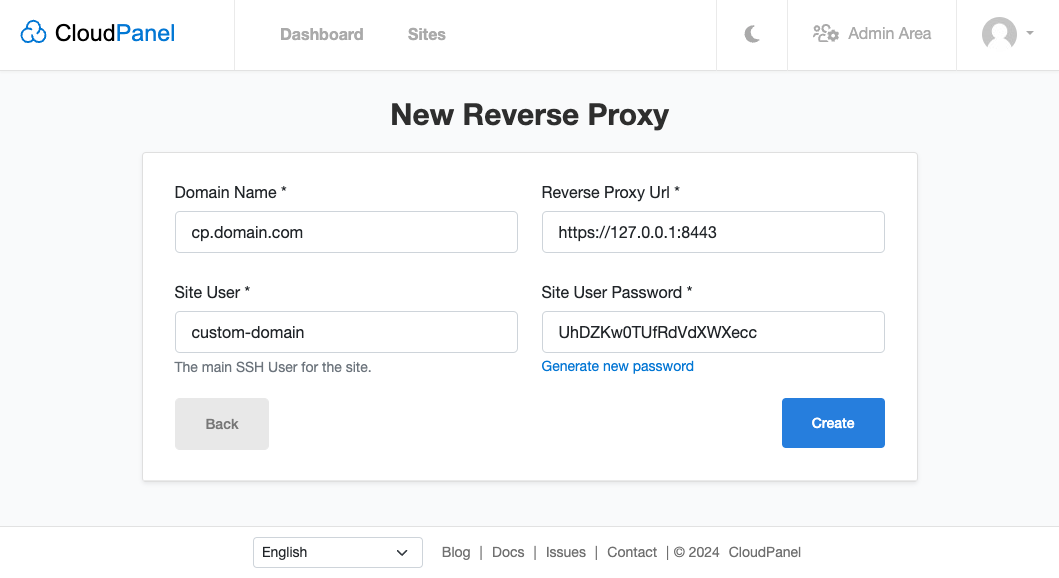 CloudPanel Dashboard Sites Admin Area
New Reverse Proxy
Domain Name * Reverse Proxy Url *
cp.domain.com https://127.0.0.1:8443
Site User * Site User Password *
custom-domain UhDZKw0TUfRdVdXWXecc
The main SSH User for the site. Generate new password
Back Create
English Blog | Docs | Issues | Contact | © 2024 CloudPanel